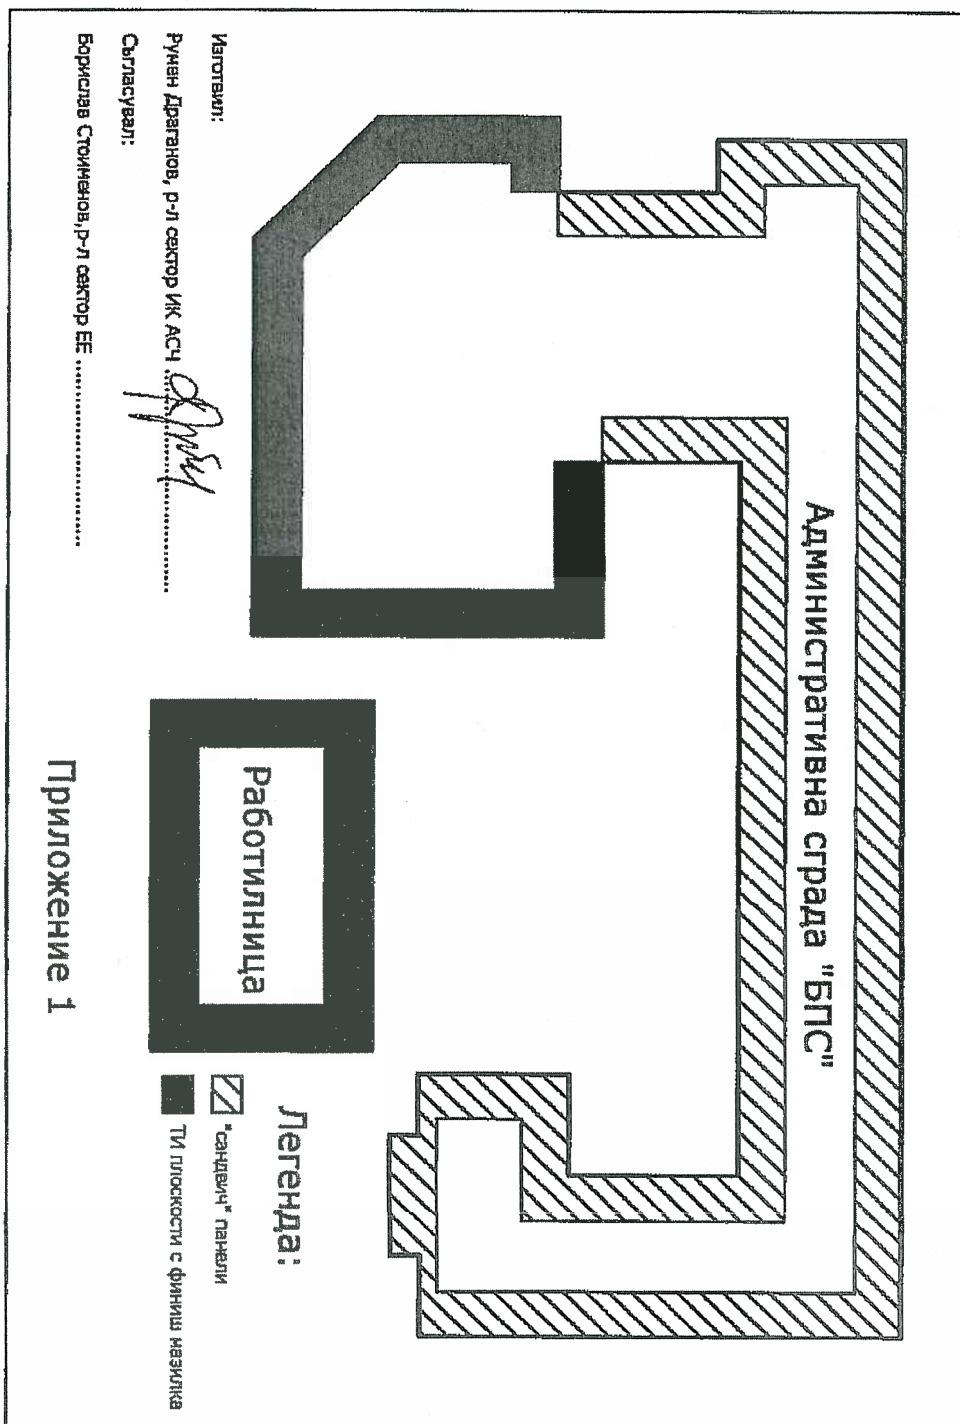 Административна сграда "БПС"
Работилница
Легенда:
"сандвич" панели
ТИ плоскости с финиш мазилка
Изготвил:
Румен Драганов, р-л сектор ИК АСЧ ........................
Съгласувал:
Борислав Стоименов,р-л сектор ЕЕ ........................
Приложение 1